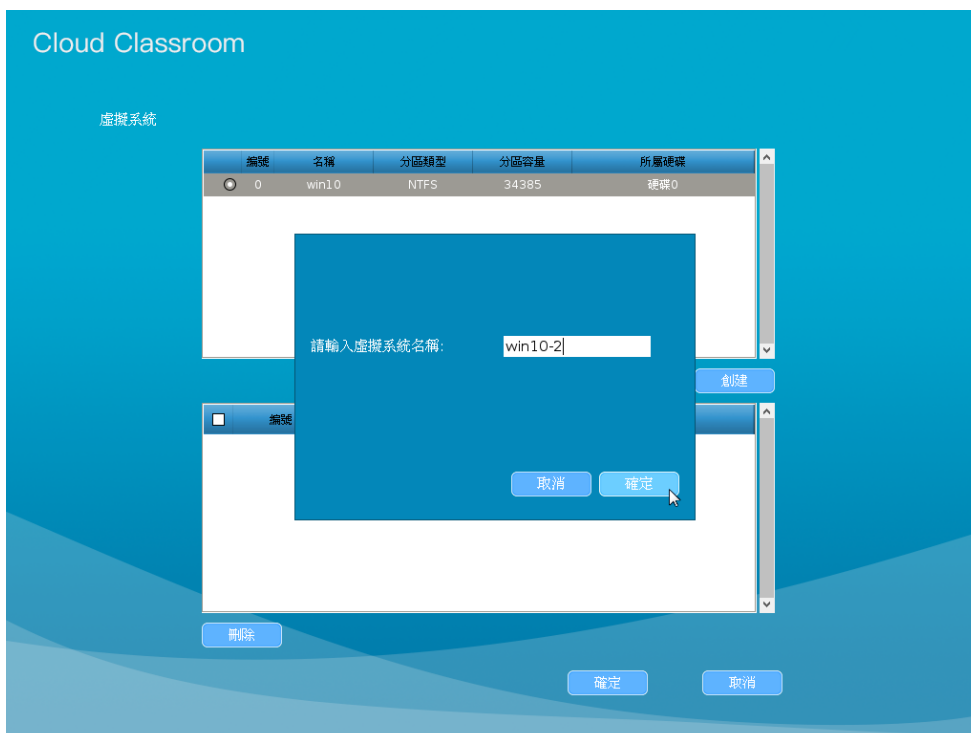 Cloud Classroom
虛擬系統
編號 名稱 分區類型 分區容量 所屬硬碟
0 win10 NTFS 34385 硬碟0
請輸入虛擬系統名稱: win10-2
取消 確定
創建
編號
刪除
確定 取消